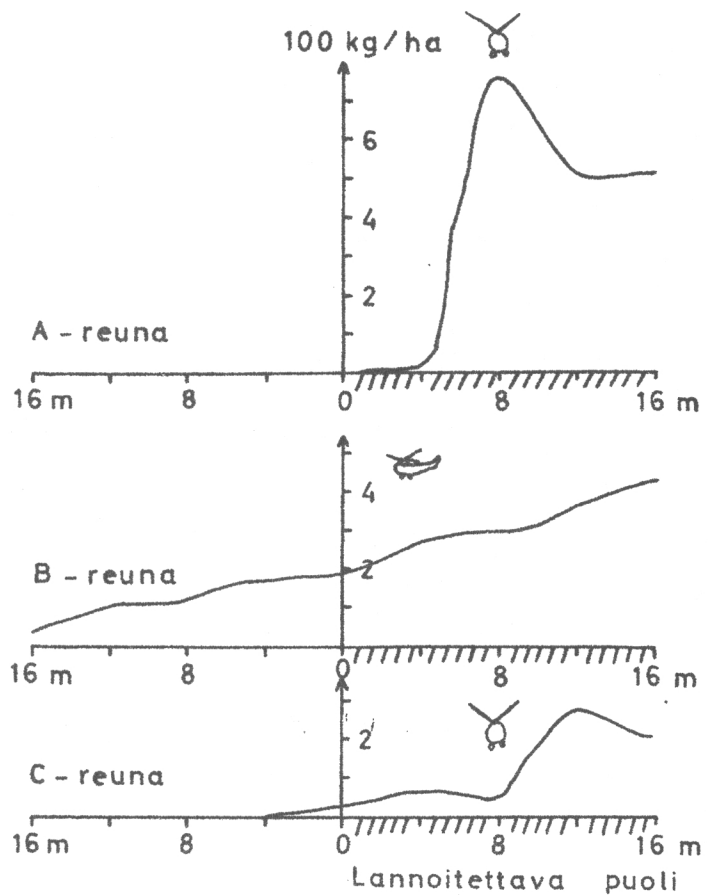 100 kg/ha
6
4
2
A - reuna
16 m 8 0 8 16 m
4
2
B - reuna
16 m 8 0 8 16 m
2
C - reuna
16 m 8 0 8 16 m
Lannoitettava puoli